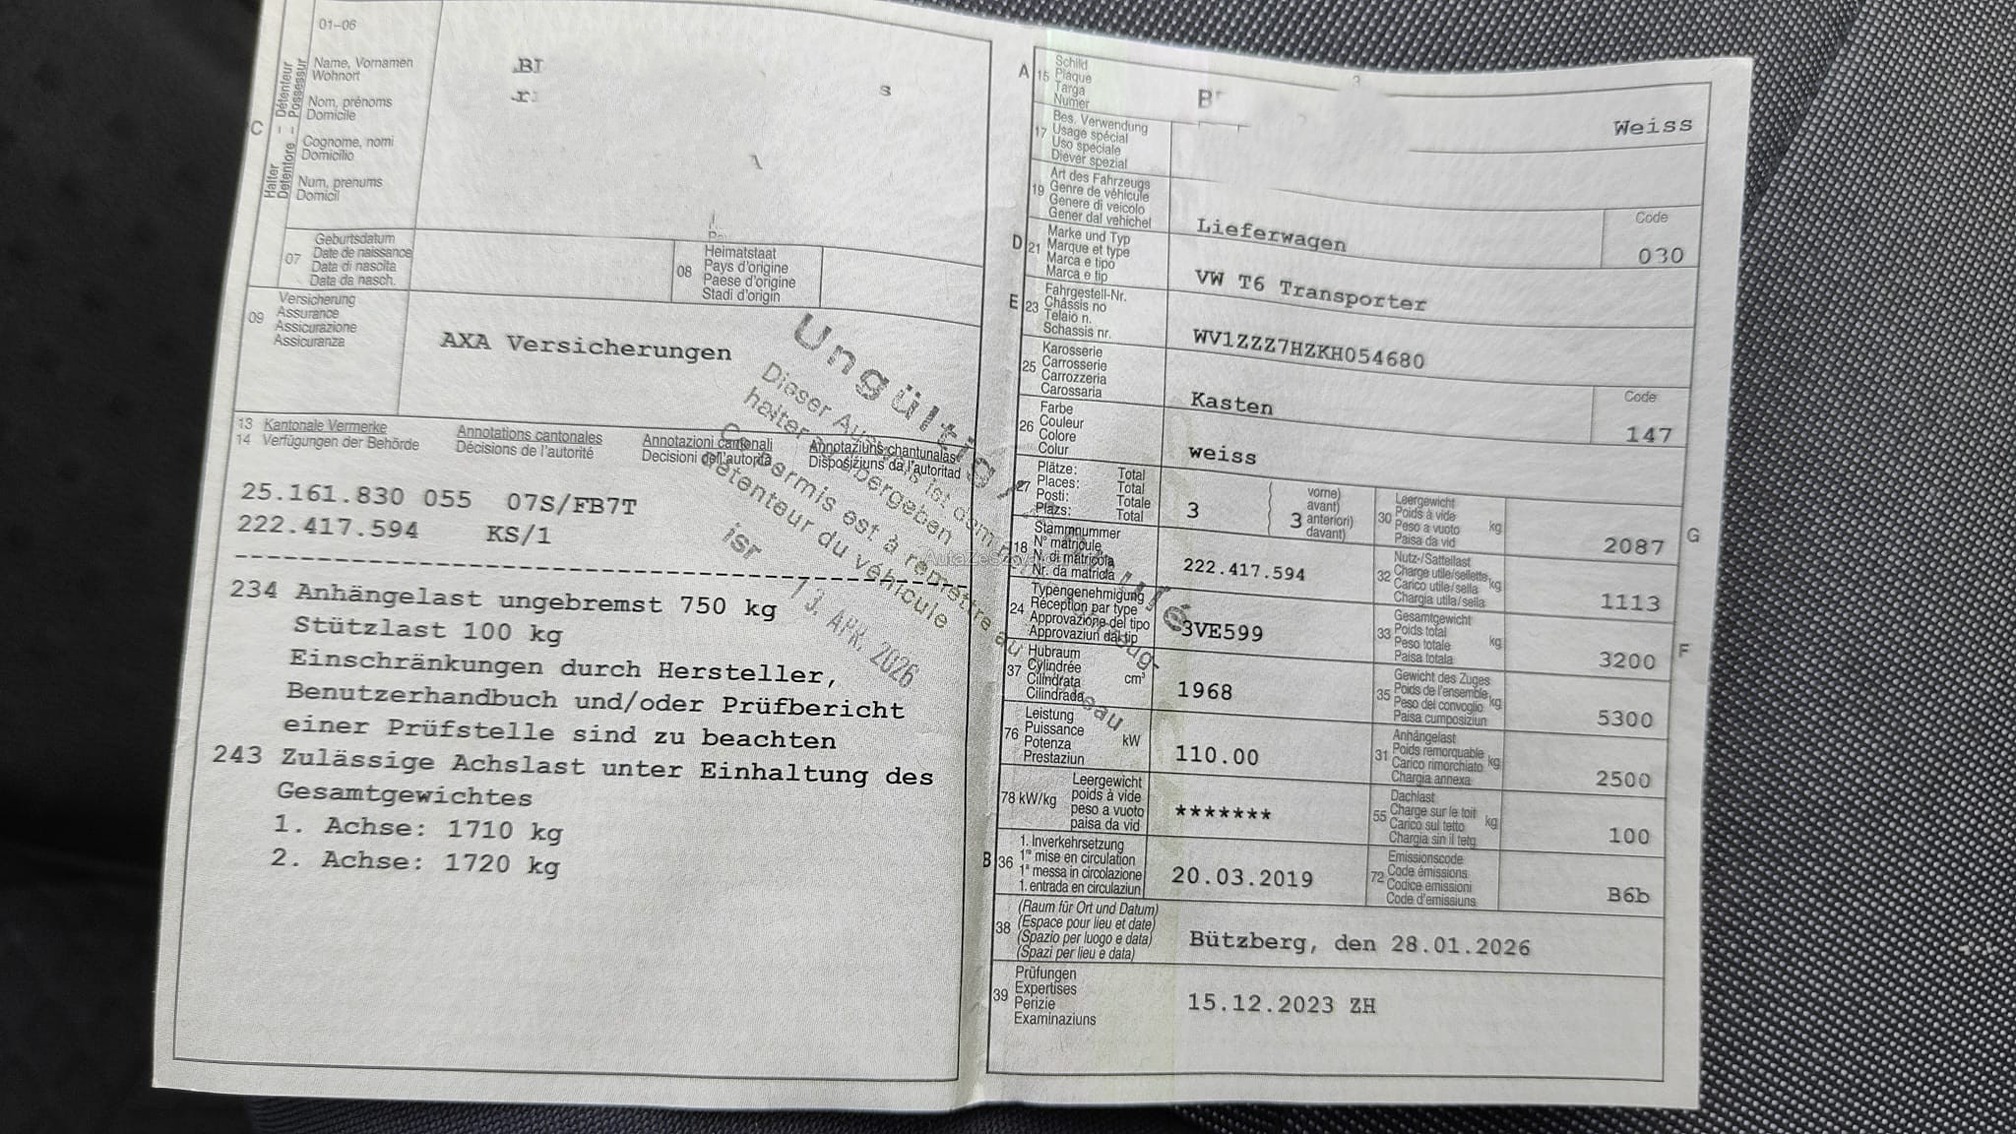 01–06
Halter – Détenteur
Detentore – Possessur
C
Name, Vornamen
Wohnort
Nom, prénoms
Domicile
Cognome, nomi
Domicilio
Num, prenums
Domicil
07
Geburtsdatum
Date de naissance
Data di nascita
Data da nasch.
08
Heimatstaat
Pays d'origine
Paese d'origine
Stadi d'origin
09
Versicherung
Assurance
Assicurazione
Assicuranza
AXA Versicherungen
13 Kantonale Vermerke Annotations cantonales Annotazioni cantonali Annotaziuns chantunalas
14 Verfügungen der Behörde Décisions de l'autorité Decisioni dell'autorità Disposiziuns da l'autoritad
25.161.830 055 07S/FB7T
222.417.594 KS/1
234 Anhängelast ungebremst 750 kg
Stützlast 100 kg
Einschränkungen durch Hersteller,
Benutzerhandbuch und/oder Prüfbericht
einer Prüfstelle sind zu beachten
243 Zulässige Achslast unter Einhaltung des
Gesamtgewichtes
1. Achse: 1710 kg
2. Achse: 1720 kg
Ungültig
Dieser Ausweis ist dem
halter übergeben
Ce permis est à remettre au
détenteur du véhicule
13. APR. 2026
A 15
Schild
Plaque
Targa
Numer
Weiss
17
Bes. Verwendung
Usage spécial
Uso speciale
Diever spezial
19
Art des Fahrzeugs
Genre de véhicule
Genere di veicolo
Gener dal vehichel
Lieferwagen
Code
030
D 21
Marke und Typ
Marque et type
Marca e tipo
Marca e tip
VW T6 Transporter
E 23
Fahrgestell-Nr.
Châssis no
Telaio n.
Schassis nr.
WV1ZZZ7HZKH054680
25
Karosserie
Carrosserie
Carrozzeria
Carossaria
Kasten
Code
147
26
Farbe
Couleur
Colore
Colur
weiss
27
Plätze: Total
Places: Total
Posti: Totale
Plazs: Total
3
3
vorne)
avant)
anteriori)
davant)
30
Leergewicht
Poids à vide
Peso a vuoto
Paisa da vid
kg
2087
G
18
Stammnummer
N° matricule
N. di matricola
Nr. da matricla
222.417.594
32
Nutz-/Sattellast
Charge utile/sellette
Carico utile/sella
Chargia utila/sella
kg
1113
24
Typengenehmigung
Réception par type
Approvazione del tipo
Approvaziun dal tip
3VE599
33
Gesamtgewicht
Poids total
Peso totale
Paisa totala
kg
3200
F
37
Hubraum
Cylindrée
Cilindrata
Cilindrada
cm³
1968
35
Gewicht des Zuges
Poids de l'ensemble
Peso del convoglio
Paisa cumposiziun
kg
5300
76
Leistung
Puissance
Potenza
Prestaziun
kW
110.00
31
Anhängelast
Poids remorquable
Carico rimorchiato
Chargia annexa
kg
2500
78 kW/kg
Leergewicht
poids à vide
peso a vuoto
paisa da vid
*******
55
Dachlast
Charge sur le toit
Carico sul tetto
Chargia sin il tetg
kg
100
B 36
1. Inverkehrsetzung
1re mise en circulation
1a messa in circolazione
1. entrada en circulaziun
20.03.2019
72
Emissionscode
Code émissions
Codice emissioni
Code d'emissiuns
B6b
38
(Raum für Ort und Datum)
(Espace pour lieu et date)
(Spazio per luogo e data)
(Spazi per lieu e data)
Bützberg, den 28.01.2026
39
Prüfungen
Expertises
Perizie
Examinaziuns
15.12.2023 ZH